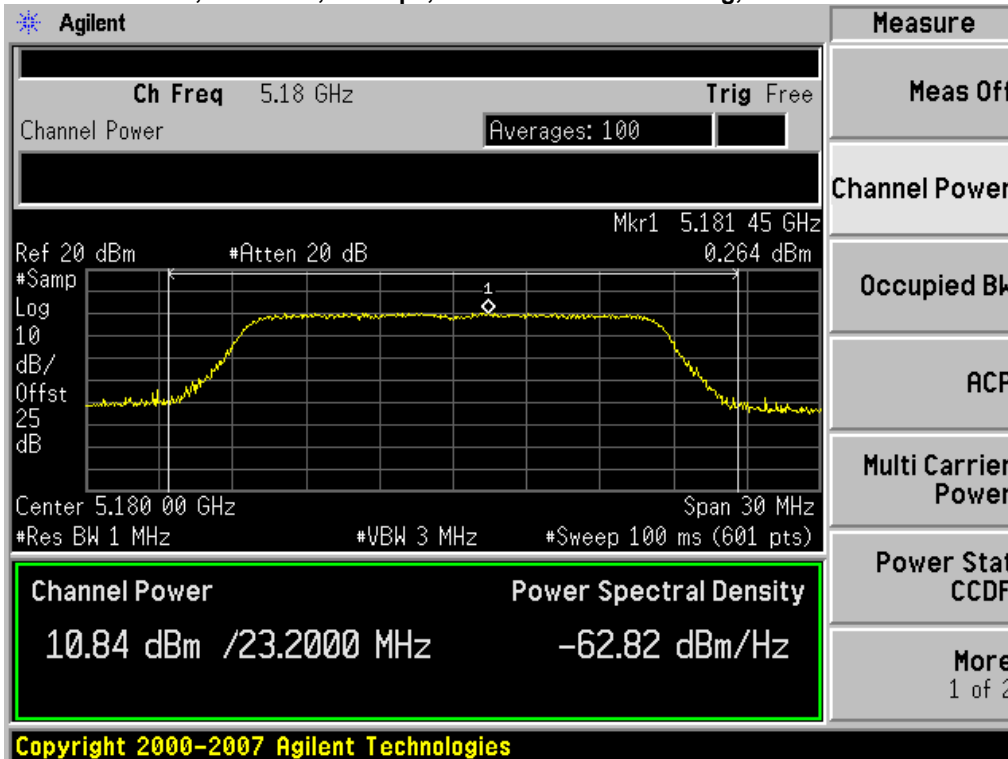 Agilent
Measure
Ch Freq 5.18 GHz
Trig Free
Channel Power
Averages: 100
Mkr1 5.181 45 GHz
Ref 20 dBm #Atten 20 dB 0.264 dBm
#Samp
Log
10
dB/
Offst
25
dB
1
Center 5.180 00 GHz Span 30 MHz
#Res BW 1 MHz #VBW 3 MHz #Sweep 100 ms (601 pts)
Channel Power
Power Spectral Density
10.84 dBm /23.2000 MHz
-62.82 dBm/Hz
Meas Off
Channel Power
Occupied BW
ACP
Multi Carrier
Power
Power Stat
CCDF
More
1 of 2
Copyright 2000-2007 Agilent Technologies